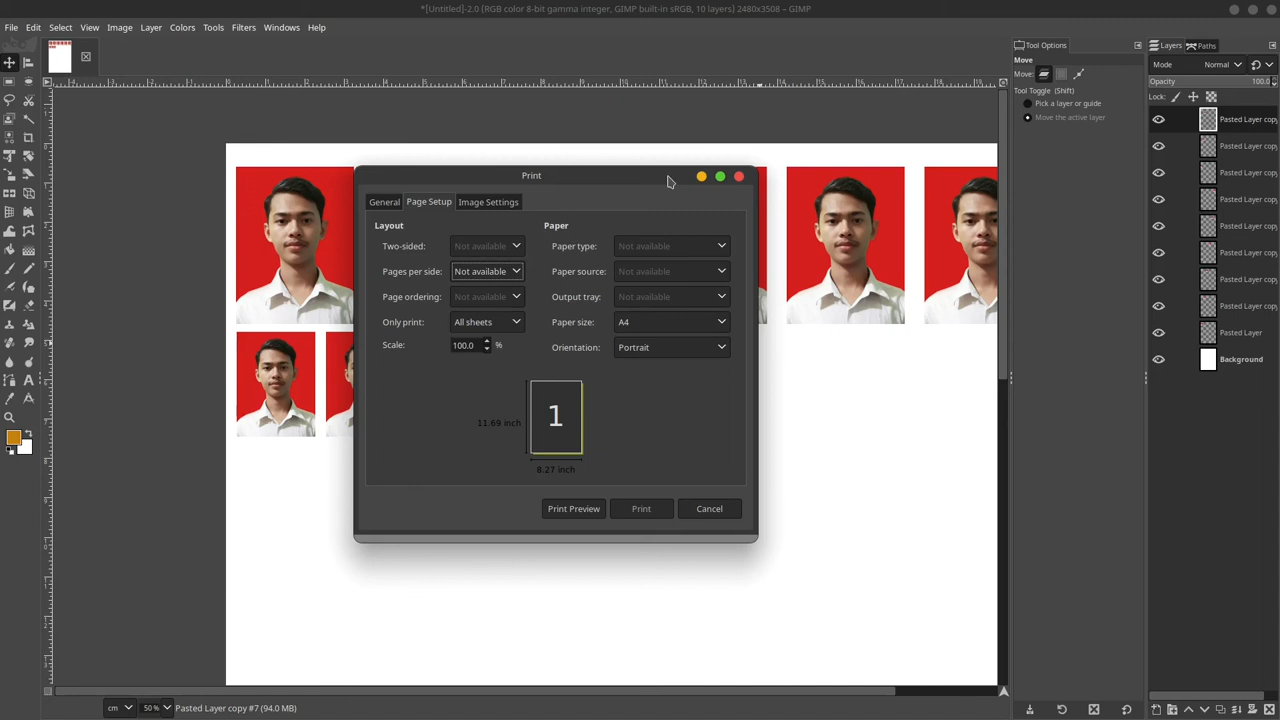 *[Untitled]-2.0 (RGB color 8-bit gamma integer, GIMP built-in sRGB, 10 layers) 2480x3508 – GIMP
File Edit Select View Image Layer Colors Tools Filters Windows Help
Tool Options
Move
Move:
Tool Toggle (Shift)
Pick a layer or guide
Move the active layer
Layers Paths
Mode Normal
Opacity 100.0
Lock:
Pasted Layer copy
Pasted Layer copy
Pasted Layer copy
Pasted Layer copy
Pasted Layer copy
Pasted Layer copy
Pasted Layer copy
Pasted Layer copy
Pasted Layer
Background
Print
General Page Setup Image Settings
Layout Paper
Two-sided: Not available Paper type: Not available
Pages per side: Not available Paper source: Not available
Page ordering: Not available Output tray: Not available
Only print: All sheets Paper size: A4
Scale: 100.0 % Orientation: Portrait
11.69 inch 1
8.27 inch
Print Preview Print Cancel
cm 50 % Pasted Layer copy #7 (94.0 MB)